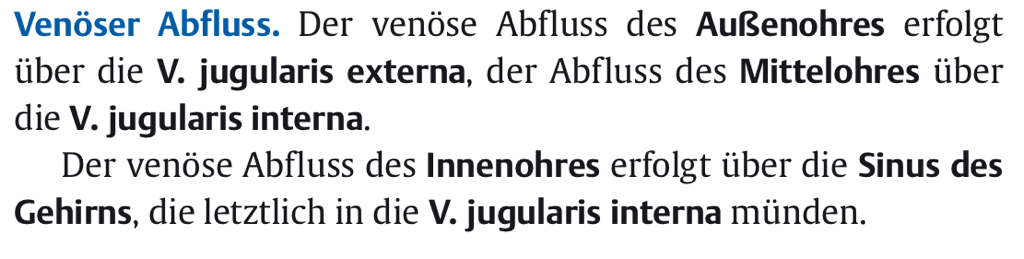 Venöser Abfluss. Der venöse Abfluss des Außenohres erfolgt
über die V. jugularis externa, der Abfluss des Mittelohres über
die V. jugularis interna.
Der venöse Abfluss des Innenohres erfolgt über die Sinus des
Gehirns, die letztlich in die V. jugularis interna münden.